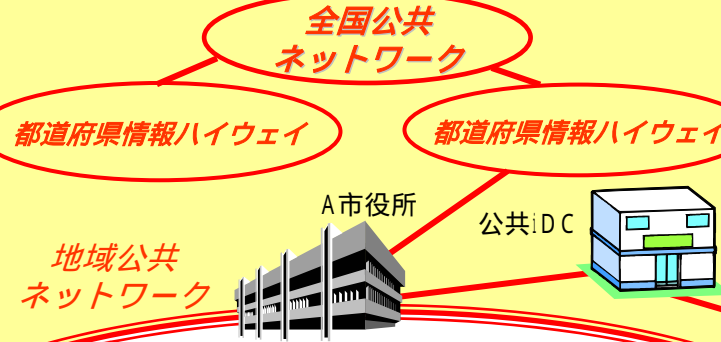 全国公共
ネットワーク
都道府県情報ハイウェイ
都道府県情報ハイウェイ
A市役所
公共iDC
地域公共
ネットワーク